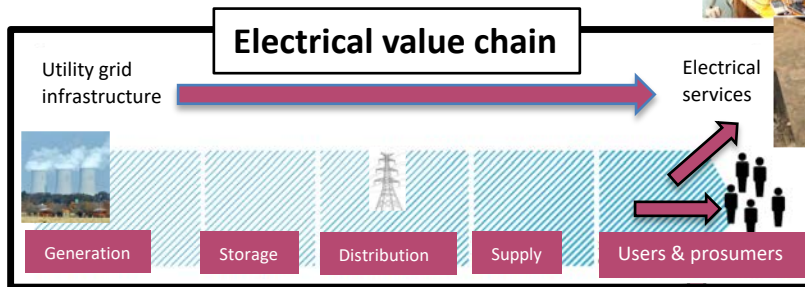 Electrical value chain
Utility grid
infrastructure
Electrical
services
Generation
Storage
Distribution
Supply
Users & prosumers